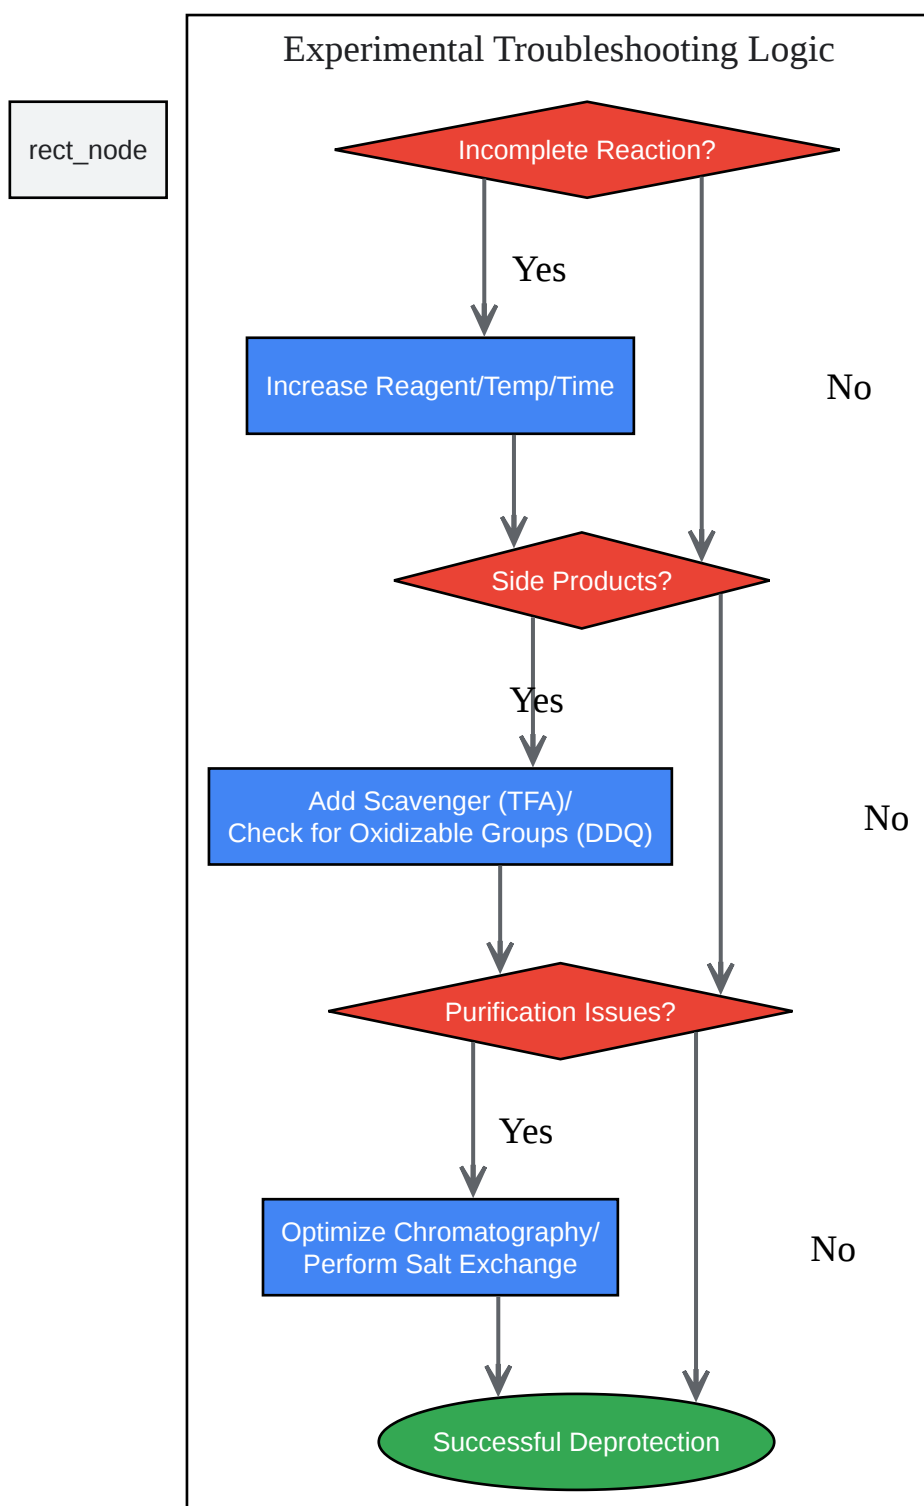 Experimental Troubleshooting Logic
rect_node
Incomplete Reaction?
Yes
Increase Reagent/Temp/Time
No
Side Products?
Yes
Add Scavenger (TFA)/
Check for Oxidizable Groups (DDQ)
No
Purification Issues?
Yes
Optimize Chromatography/
Perform Salt Exchange
No
Successful Deprotection